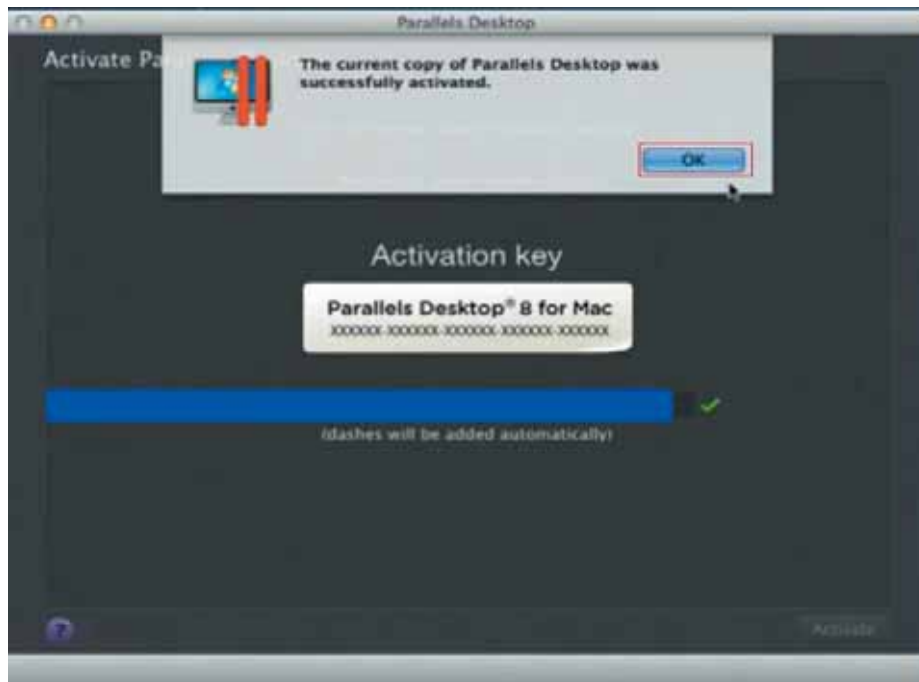 Parallels Desktop
Activate Pa
The current copy of Parallels Desktop was
successfully activated.
OK
Activation key
Parallels Desktop® 8 for Mac
XXXXXX-XXXXXX-XXXXXX-XXXXXX-XXXXXX
(dashes will be added automatically)
?
Activate